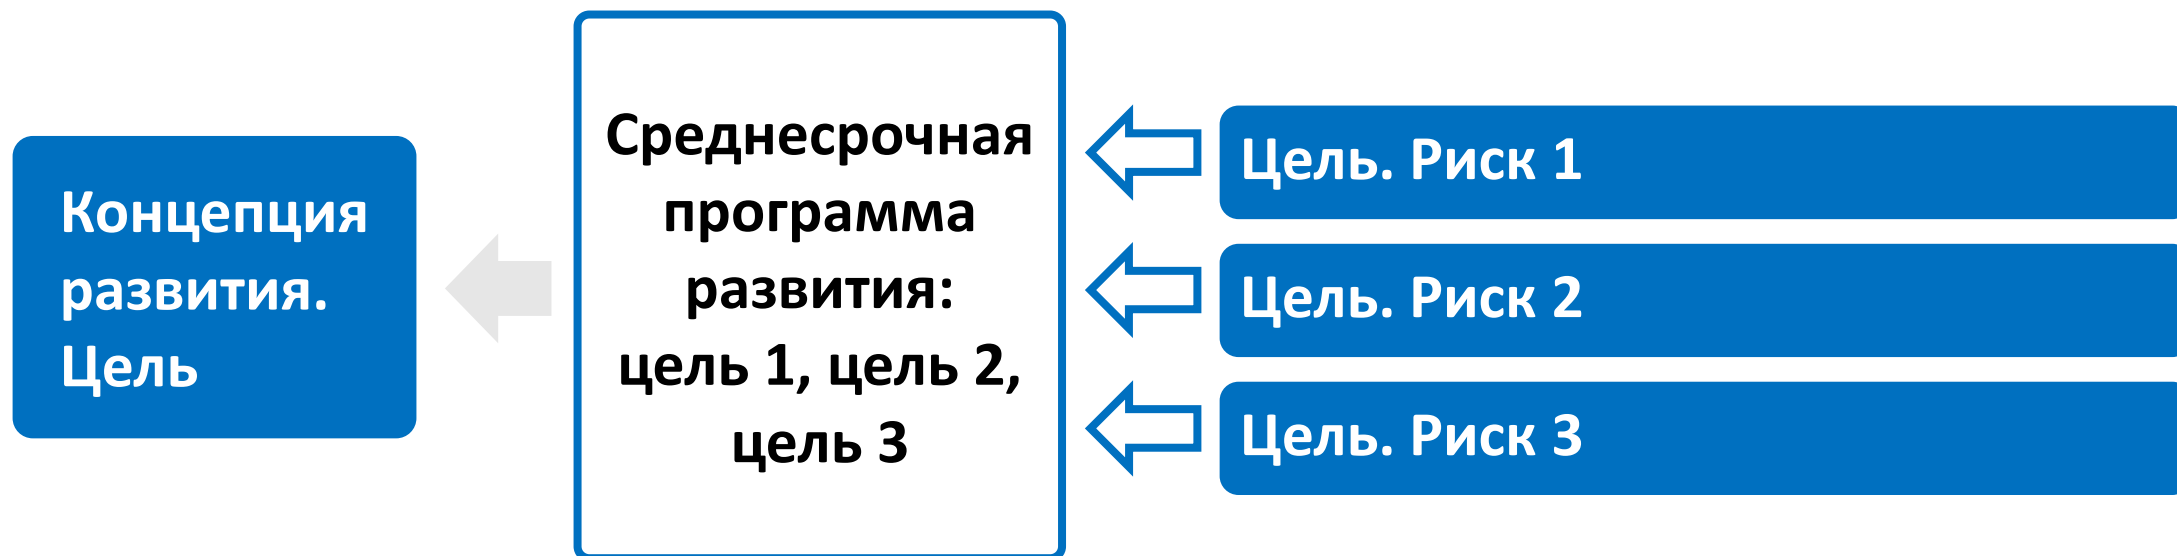 Концепция
развития.
Цель
Среднесрочная
программа
развития:
цель 1, цель 2,
цель 3
Цель. Риск 1
Цель. Риск 2
Цель. Риск 3